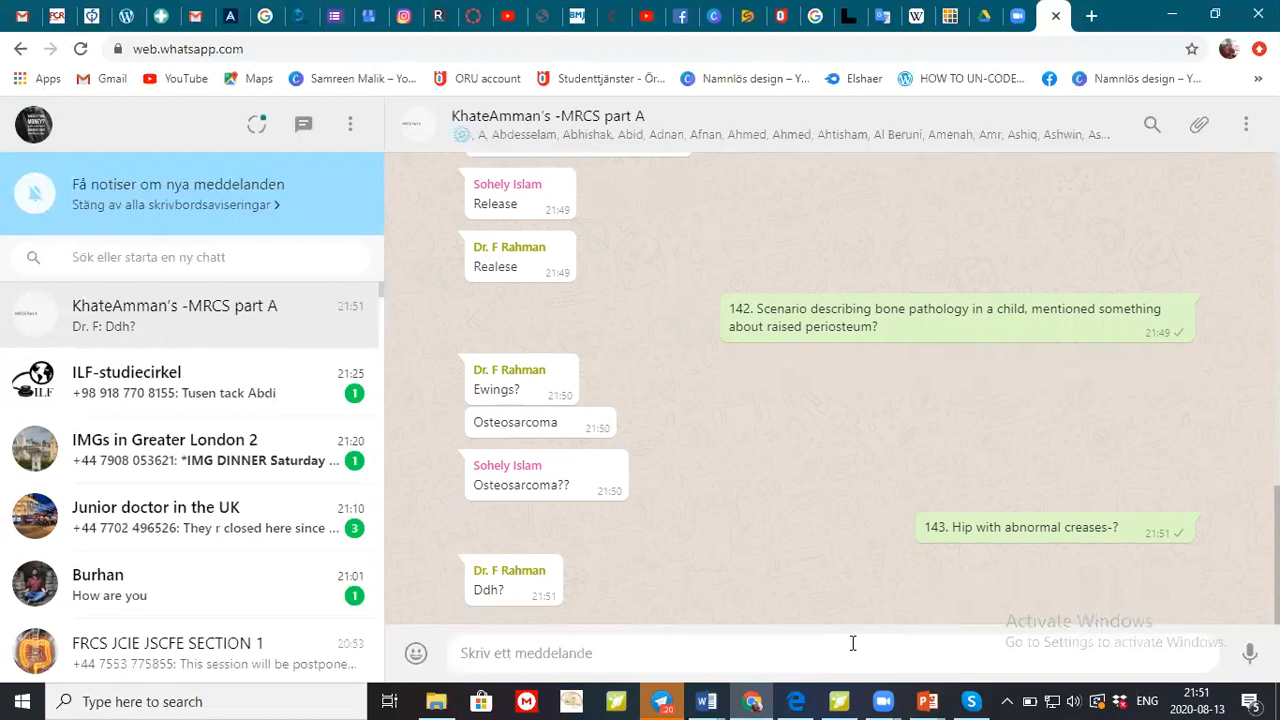 web.whatsapp.com
Apps
Gmail
YouTube
Maps
Samreen Malik – Yo...
ORU account
Studenttjänster - Ör...
Namnlös design – Y...
Elshaer
HOW TO UN-CODE...
Namnlös design – Y...
»
Få notiser om nya meddelanden
Stäng av alla skrivbordsaviseringar >
Sök eller starta en ny chatt
KhateAmman's -MRCS part A 21:51
Dr. F: Ddh?
ILF-studiecirkel 21:25
+98 918 770 8155: Tusen tack Abdi 1
IMGs in Greater London 2 21:20
+44 7908 053621: *IMG DINNER Saturday ... 1
Junior doctor in the UK 21:10
+44 7702 496526: They r closed here since ... 3
Burhan 21:01
How are you 1
FRCS JCIE JSCFE SECTION 1 20:53
+44 7553 775855: This session will be postpone...
KhateAmman's -MRCS part A
A, Abdesselam, Abhishak, Abid, Adnan, Afnan, Ahmed, Ahmed, Ahtisham, Al Beruni, Amenah, Amr, Ashiq, Ashwin, As...
Sohely Islam
Release 21:49
Dr. F Rahman
Realese 21:49
142. Scenario describing bone pathology in a child, mentioned something
about raised periosteum?
21:49
Dr. F Rahman
Ewings? 21:50
Osteosarcoma 21:50
Sohely Islam
Osteosarcoma?? 21:50
143. Hip with abnormal creases-? 21:51
Dr. F Rahman
Ddh? 21:51
Skriv ett meddelande
Activate Windows
Go to Settings to activate Windows.
Type here to search
ENG
21:51
2020-08-13